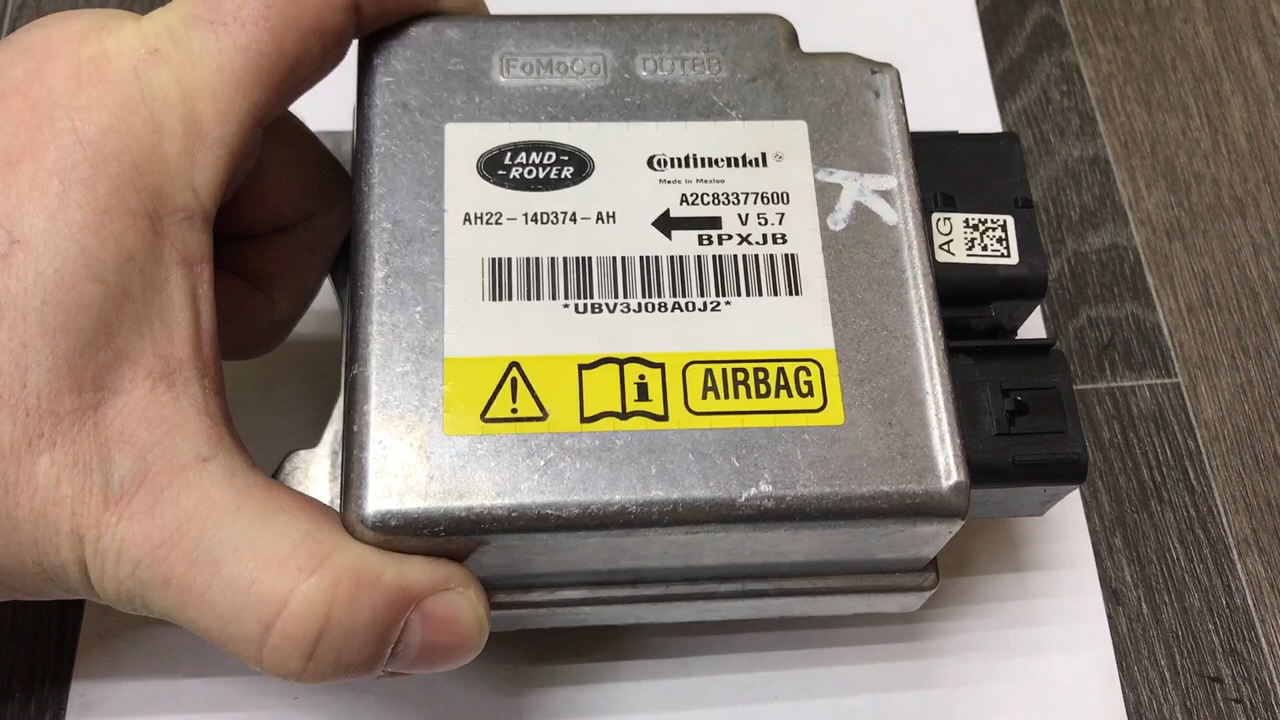 FoMoCo DDTBB
LAND-
-ROVER
Continental
Made in Mexico
A2C83377600
AH22-14D374-AH
V 5.7
BPXJB
*UBV3J08A0J2*
AIRBAG
K
AG